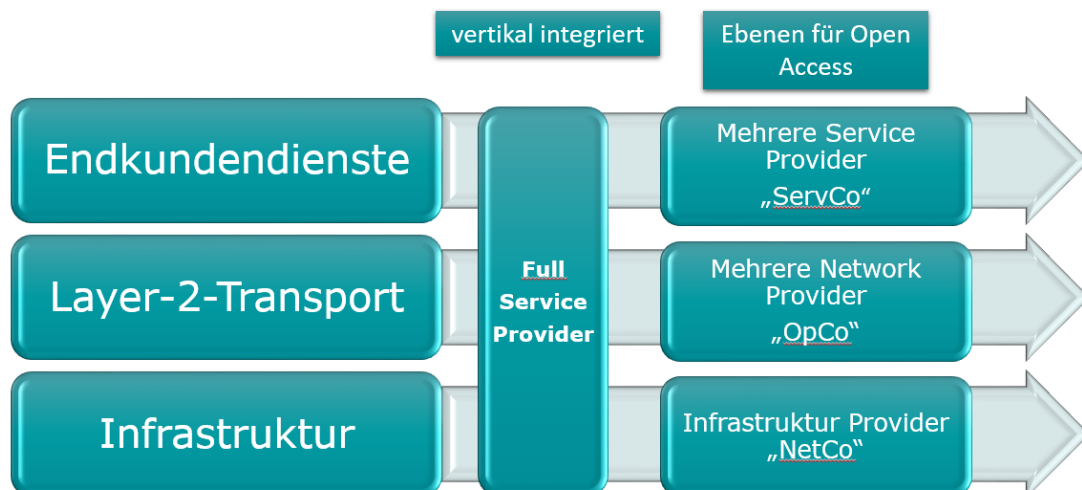 vertikal integriert
Ebenen für Open
Access
Endkundendienste
Mehrere Service
Provider
„ServCo“
Layer-2-Transport
Full
Service
Provider
Mehrere Network
Provider
„OpCo“
Infrastruktur
Infrastruktur Provider
„NetCo“